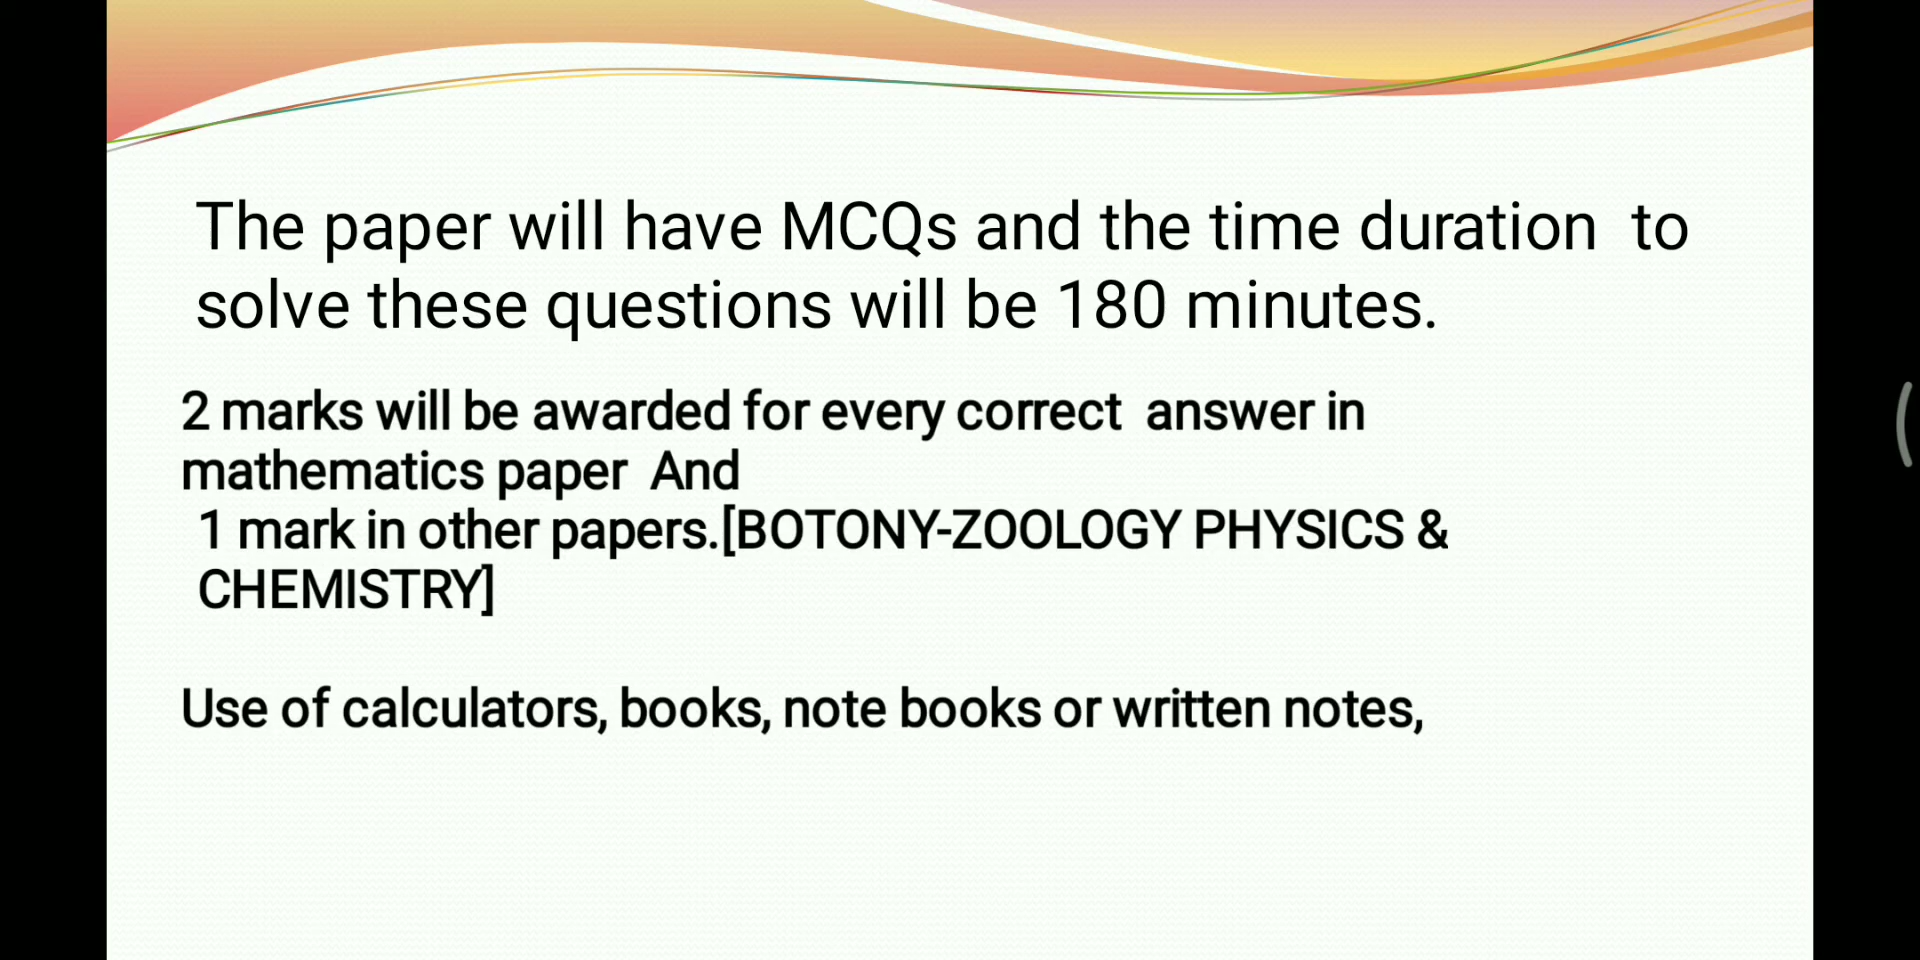 The paper will have MCQs and the time duration  to
solve these questions will be 180 minutes.
2 marks will be awarded for every correct  answer in
mathematics paper  And
1 mark in other papers.[BOTONY-ZOOLOGY PHYSICS &
CHEMISTRY]
Use of calculators, books, note books or written notes,